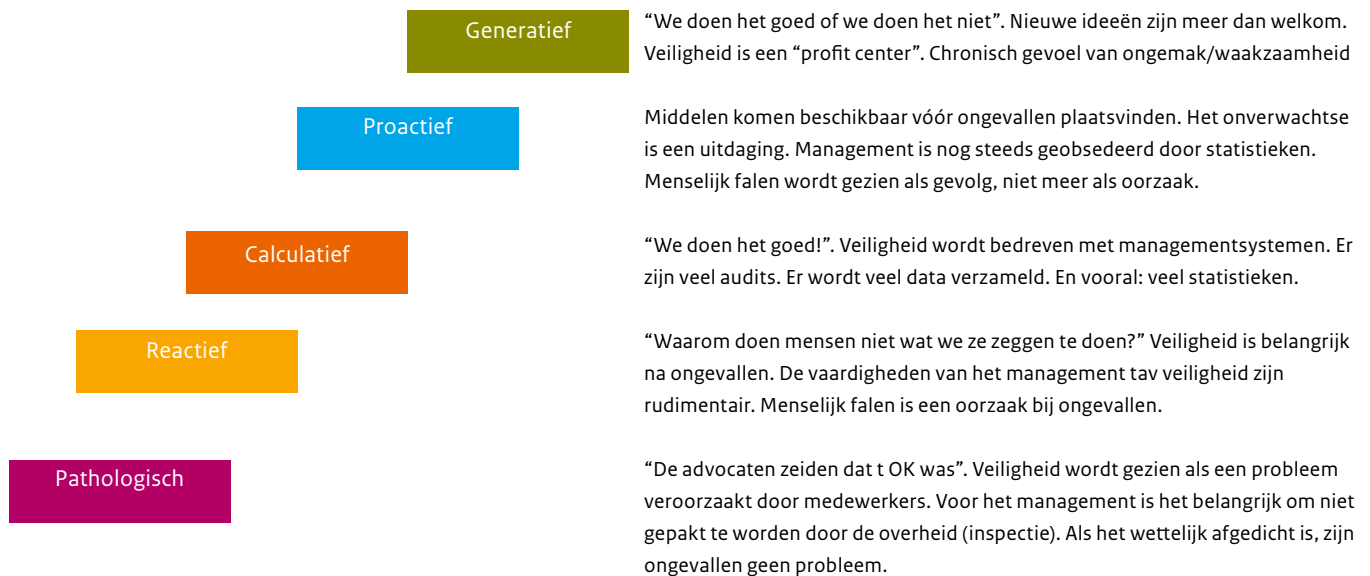 Generatief
“We doen het goed of we doen het niet”. Nieuwe ideeën zijn meer dan welkom.
Veiligheid is een “profit center”. Chronisch gevoel van ongemak/waakzaamheid
Proactief
Middelen komen beschikbaar vóór ongevallen plaatsvinden. Het onverwachtse
is een uitdaging. Management is nog steeds geobsedeerd door statistieken.
Menselijk falen wordt gezien als gevolg, niet meer als oorzaak.
Calculatief
“We doen het goed!”. Veiligheid wordt bedreven met managementsystemen. Er
zijn veel audits. Er wordt veel data verzameld. En vooral: veel statistieken.
Reactief
“Waarom doen mensen niet wat we ze zeggen te doen?” Veiligheid is belangrijk
na ongevallen. De vaardigheden van het management tav veiligheid zijn
rudimentair. Menselijk falen is een oorzaak bij ongevallen.
Pathologisch
“De advocaten zeiden dat t OK was”. Veiligheid wordt gezien als een probleem
veroorzaakt door medewerkers. Voor het management is het belangrijk om niet
gepakt te worden door de overheid (inspectie). Als het wettelijk afgedicht is, zijn
ongevallen geen probleem.